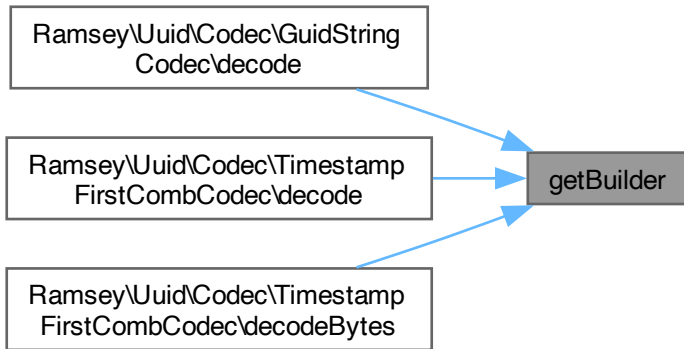 Ramsey\Uuid\Codec\GuidString
Codec\decode
Ramsey\Uuid\Codec\Timestamp
FirstCombCodec\decode
getBuilder
Ramsey\Uuid\Codec\Timestamp
FirstCombCodec\decodeBytes